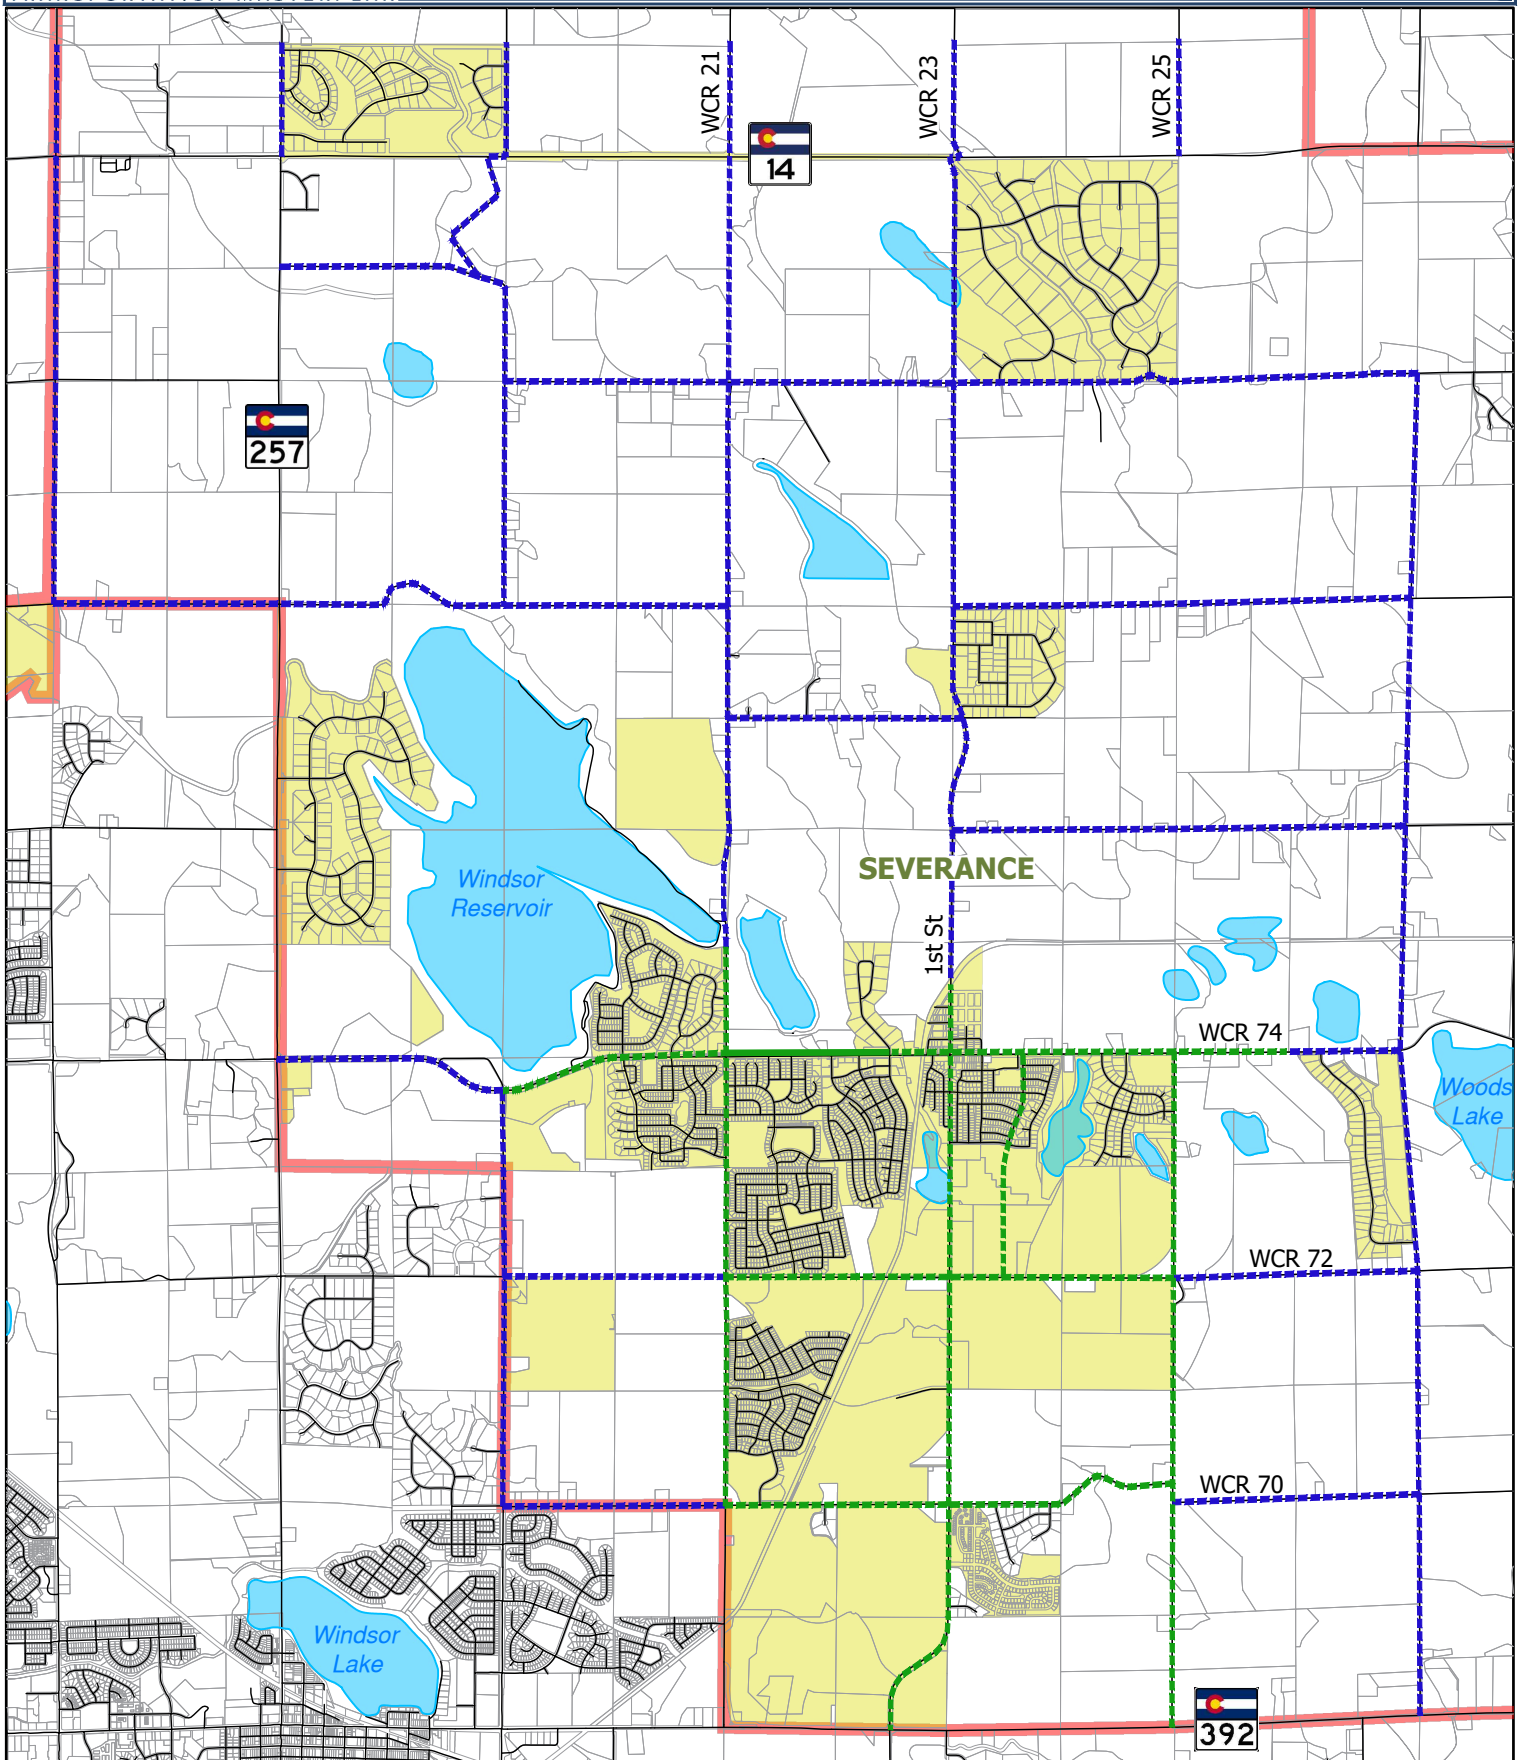 WCR 21
WCR 23
WCR 25
14
257
SEVERANCE
Windsor
Reservoir
1st St
WCR 74
Woods
Lake
WCR 72
WCR 70
Windsor
Lake
392